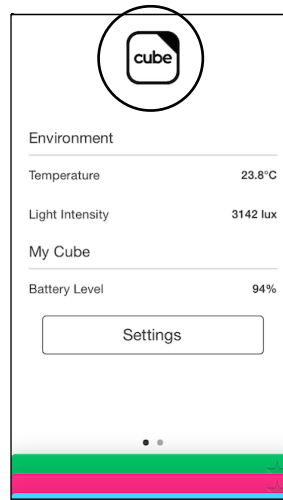 cube
Environment
Temperature 23.8°C
Light Intensity 3142 lux
My Cube
Battery Level 94%
Settings